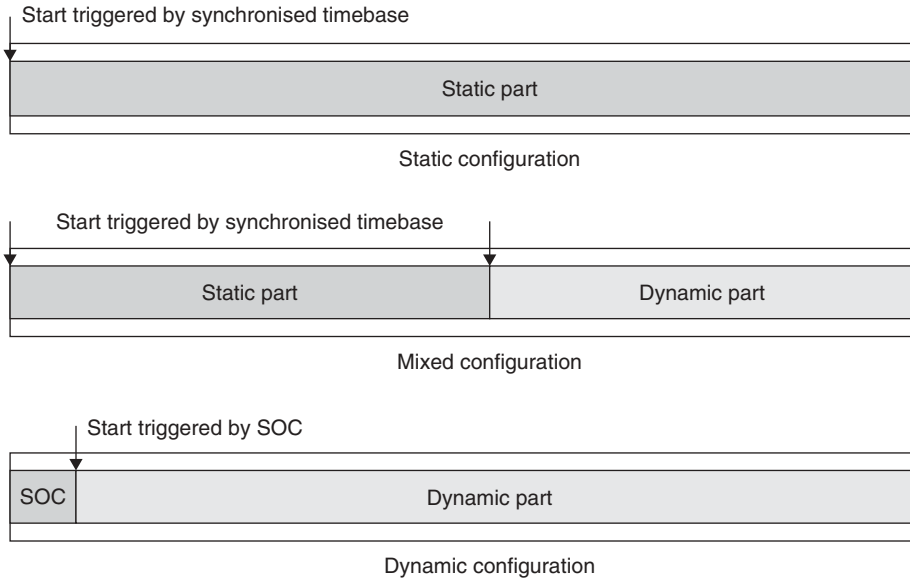 Start triggered by synchronised timebase
Static part
Static configuration
Start triggered by synchronised timebase
Static part
Dynamic part
Mixed configuration
Start triggered by SOC
SOC
Dynamic part
Dynamic configuration